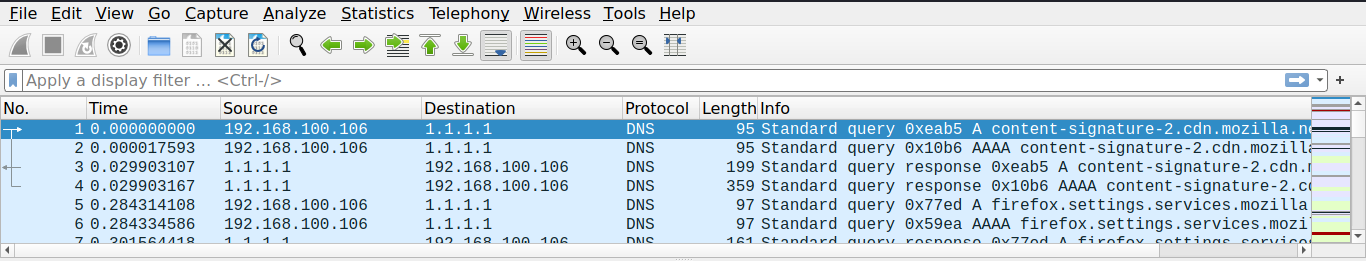 File Edit View Go Capture Analyze Statistics Telephony Wireless Tools Help
Apply a display filter ... <Ctrl-/>
+
No. Time Source Destination Protocol Length Info
1 0.000000000 192.168.100.106 1.1.1.1 DNS 95 Standard query 0xeab5 A content-signature-2.cdn.mozilla.n
2 0.000017593 192.168.100.106 1.1.1.1 DNS 95 Standard query 0x10b6 AAAA content-signature-2.cdn.mozilla
3 0.029903107 1.1.1.1 192.168.100.106 DNS 199 Standard query response 0xeab5 A content-signature-2.cdn.
4 0.029903167 1.1.1.1 192.168.100.106 DNS 359 Standard query response 0x10b6 AAAA content-signature-2.cd
5 0.284314108 192.168.100.106 1.1.1.1 DNS 97 Standard query 0x77ed A firefox.settings.services.mozilla
6 0.284334586 192.168.100.106 1.1.1.1 DNS 97 Standard query 0x59ea AAAA firefox.settings.services.mozi
7 0.301564418 1.1.1.1 192.168.100.106 DNS 161 Standard query response 0x77ed A firefox.settings.service